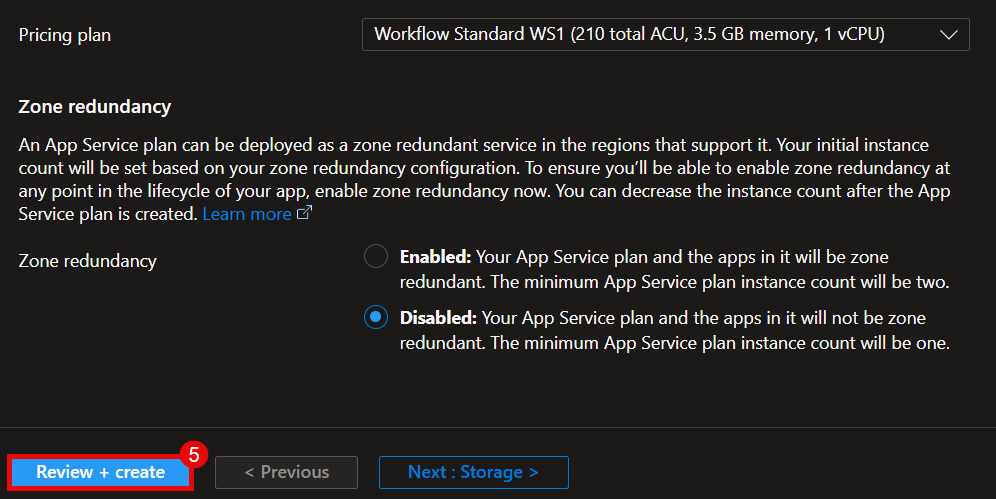 Pricing plan
Workflow Standard WS1 (210 total ACU, 3.5 GB memory, 1 vCPU)
Zone redundancy
An App Service plan can be deployed as a zone redundant service in the regions that support it. Your initial instance
count will be set based on your zone redundancy configuration. To ensure you’ll be able to enable zone redundancy at
any point in the lifecycle of your app, enable zone redundancy now. You can decrease the instance count after the App
Service plan is created. Learn more
Zone redundancy
Enabled: Your App Service plan and the apps in it will be zone
redundant. The minimum App Service plan instance count will be two.
Disabled: Your App Service plan and the apps in it will not be zone
redundant. The minimum App Service plan instance count will be one.
5
Review + create
< Previous
Next : Storage >